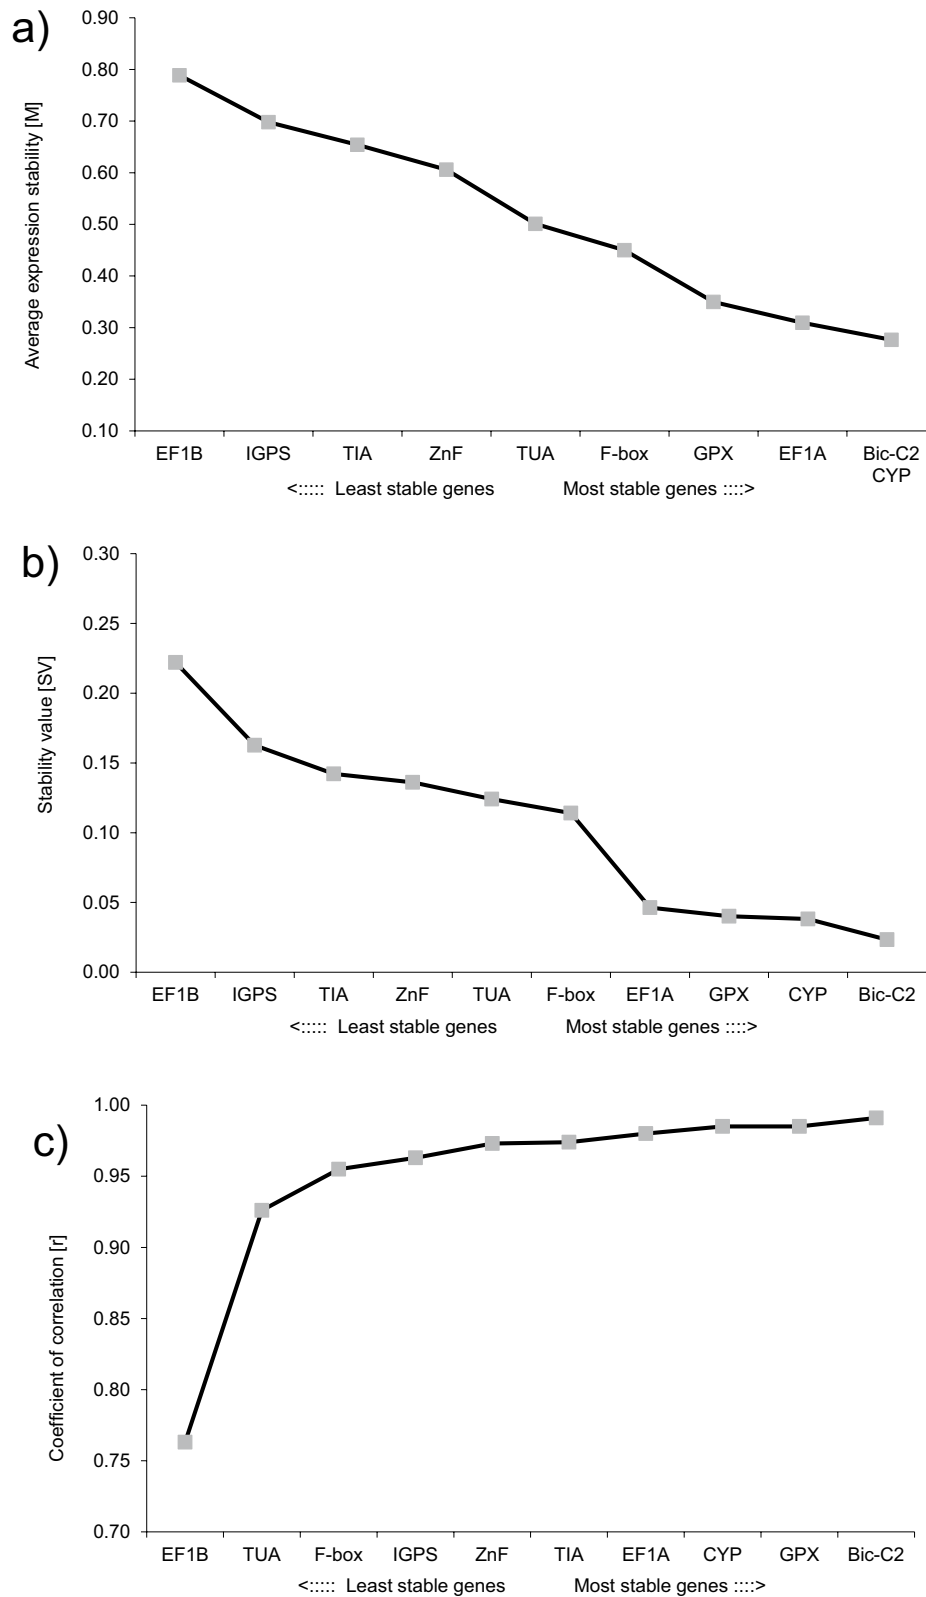 a)
Average expression stability [M]
0.90
0.80
0.70
0.60
0.50
0.40
0.30
0.20
0.10
EF1B IGPS TIA ZnF TUA F-box GPX EF1A Bic-C2
CYP
<::::: Least stable genes Most stable genes ::::>
b)
Stability value [SV]
0.30
0.25
0.20
0.15
0.10
0.05
0.00
EF1B IGPS TIA ZnF TUA F-box EF1A GPX CYP Bic-C2
<::::: Least stable genes Most stable genes ::::>
c)
Coefficient of correlation [r]
1.00
0.95
0.90
0.85
0.80
0.75
0.70
EF1B TUA F-box IGPS ZnF TIA EF1A CYP GPX Bic-C2
<::::: Least stable genes Most stable genes ::::>